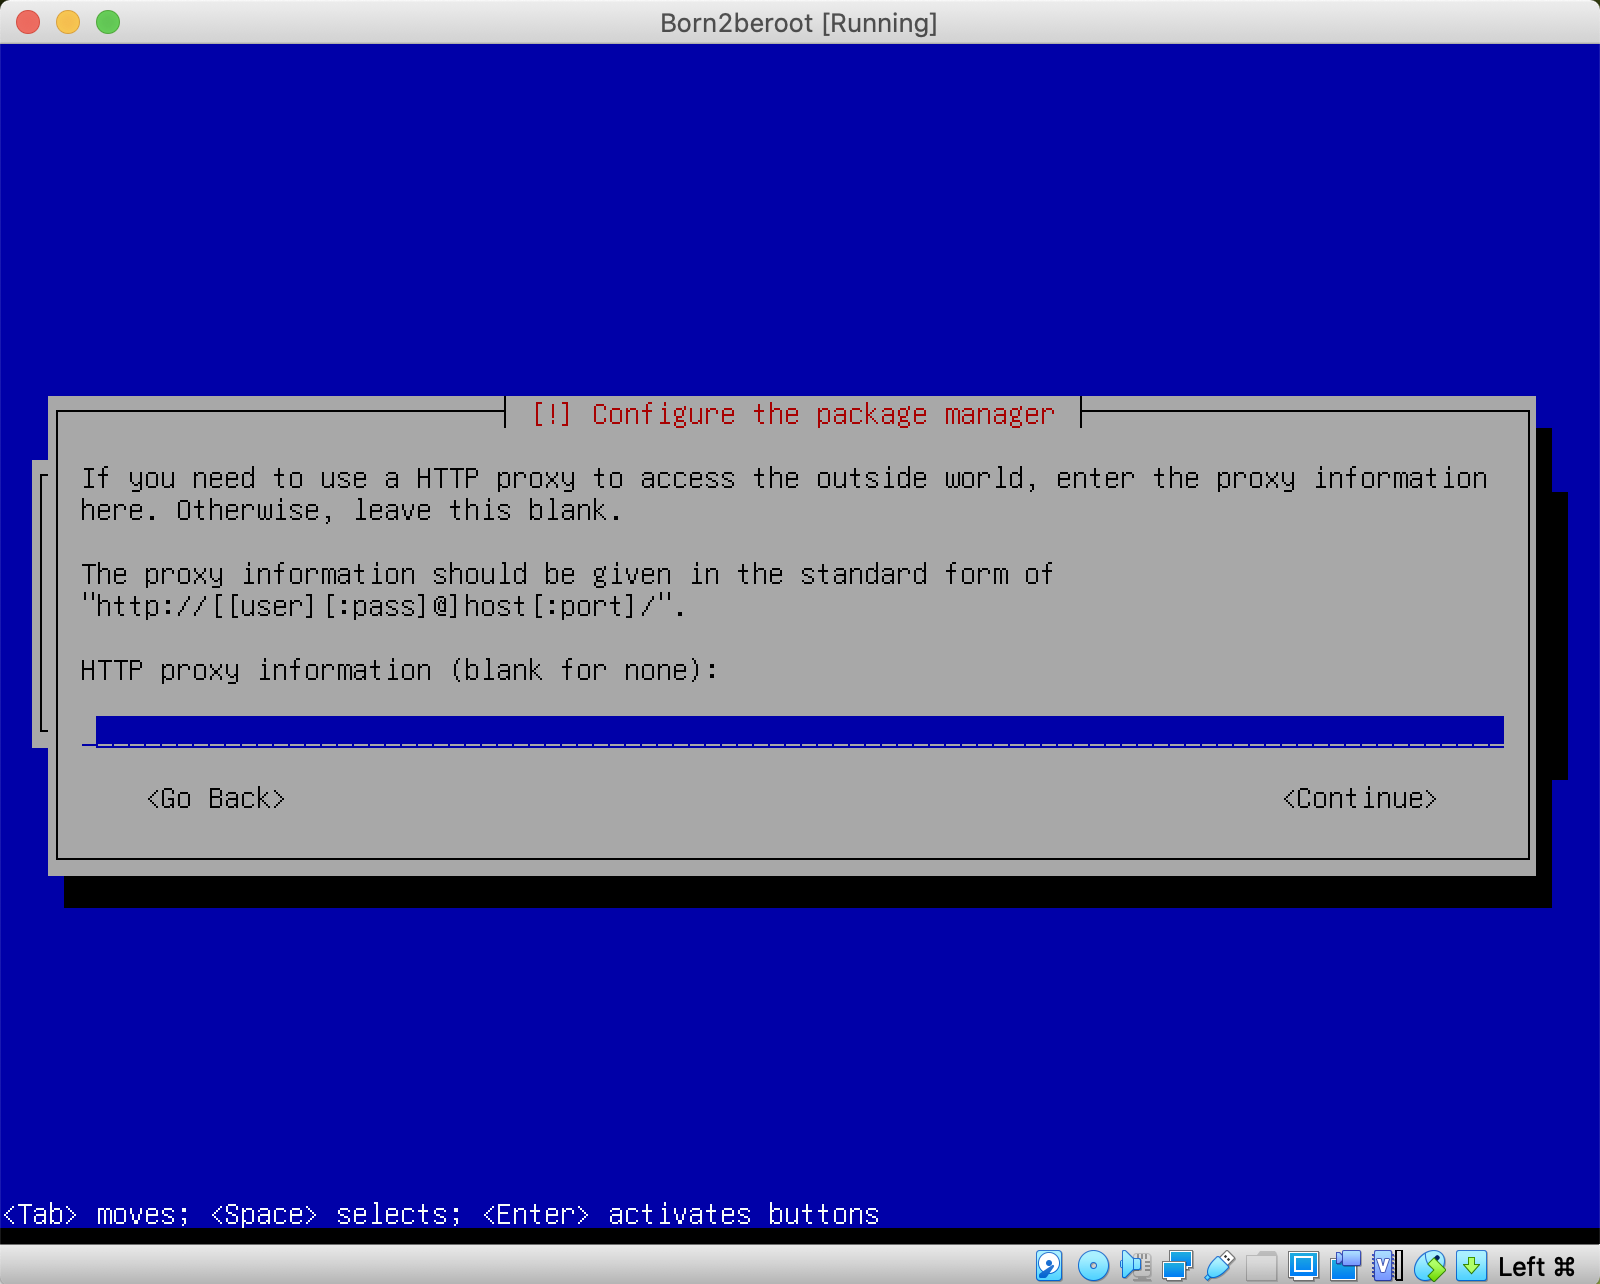 Born2beroot [Running]
[!] Configure the package manager
If you need to use a HTTP proxy to access the outside world, enter the proxy information
here. Otherwise, leave this blank.
The proxy information should be given in the standard form of
"http://[[user][:pass]@]host[:port]/".
HTTP proxy information (blank for none):
<Go Back> <Continue>
<Tab> moves; <Space> selects; <Enter> activates buttons
Left ⌘